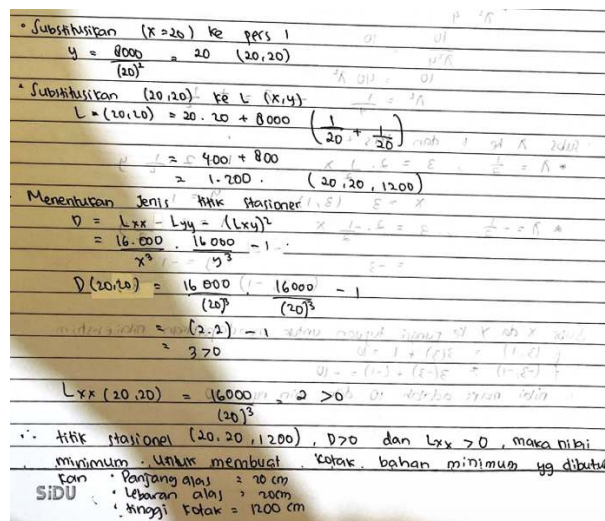 • Substitusikan (x=20) ke pers 1
y = 8000/(20)² = 20 (20,20)
• Substitusikan (20,20) ke L (x,y)
L = (20,20) = 20.20 + 8000 (1/20 + 1/20)
= 400 + 800
= 1.200. (20,20,1200)
Menentukan Jenis titik stasioner
D = Lxx - Lyy - (Lxy)²
= 16.000/x³ . 16000/y³ - 1
D(20,20) = 16000/(20)³ . 16000/(20)³ - 1
= (2.2) - 1
= 3>0
Lxx (20,20) = 16000/(20)³ = 2 >0
∴ titik stasioner (20,20,1200), D>0 dan Lxx >0, maka nilai
minimum. Untuk membuat kotak bahan minimum yg dibutuh
kan • Panjang alas = 20 cm
• Lebaran alas = 20cm
• tinggi kotak = 1200 cm
SiDU